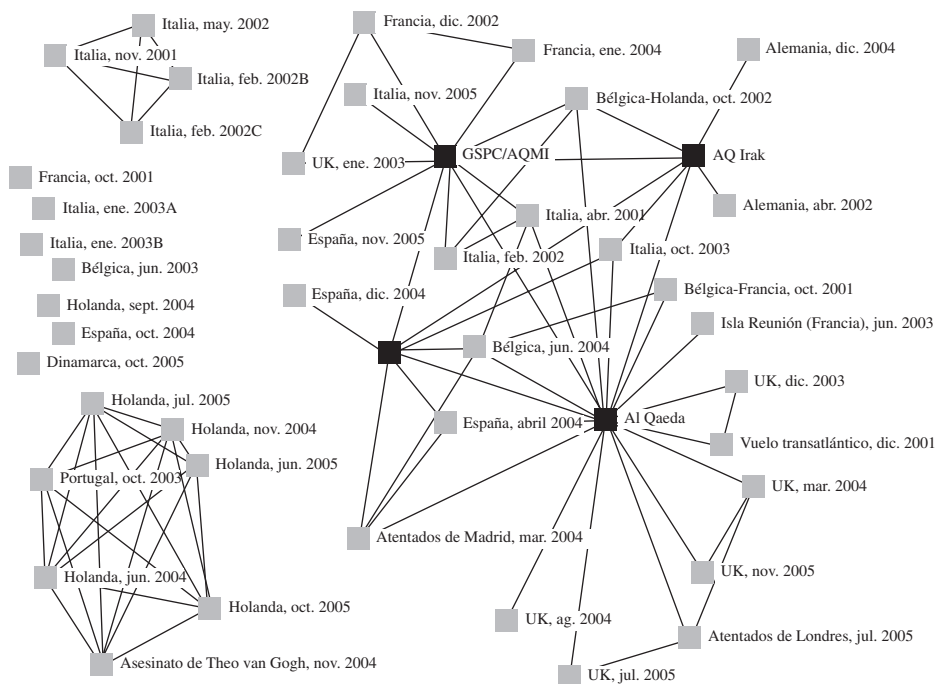 Italia, may. 2002
Italia, nov. 2001
Italia, feb. 2002B
Italia, feb. 2002C
Francia, oct. 2001
Italia, ene. 2003A
Italia, ene. 2003B
Bélgica, jun. 2003
Holanda, sept. 2004
España, oct. 2004
Dinamarca, oct. 2005
Holanda, jul. 2005
Holanda, nov. 2004
Holanda, jun. 2005
Portugal, oct. 2003
Holanda, jun. 2004
Holanda, oct. 2005
Asesinato de Theo van Gogh, nov. 2004
Francia, dic. 2002
Francia, ene. 2004
Alemania, dic. 2004
Italia, nov. 2005
Bélgica-Holanda, oct. 2002
GSPC/AQMI
AQ Irak
UK, ene. 2003
Alemania, abr. 2002
Italia, abr. 2001
España, nov. 2005
Italia, feb. 2002
Italia, oct. 2003
España, dic. 2004
Bélgica-Francia, oct. 2001
Isla Reunión (Francia), jun. 2003
Bélgica, jun. 2004
UK, dic. 2003
España, abril 2004
Al Qaeda
Vuelo transatlántico, dic. 2001
UK, mar. 2004
Atentados de Madrid, mar. 2004
UK, nov. 2005
UK, ag. 2004
Atentados de Londres, jul. 2005
UK, jul. 2005